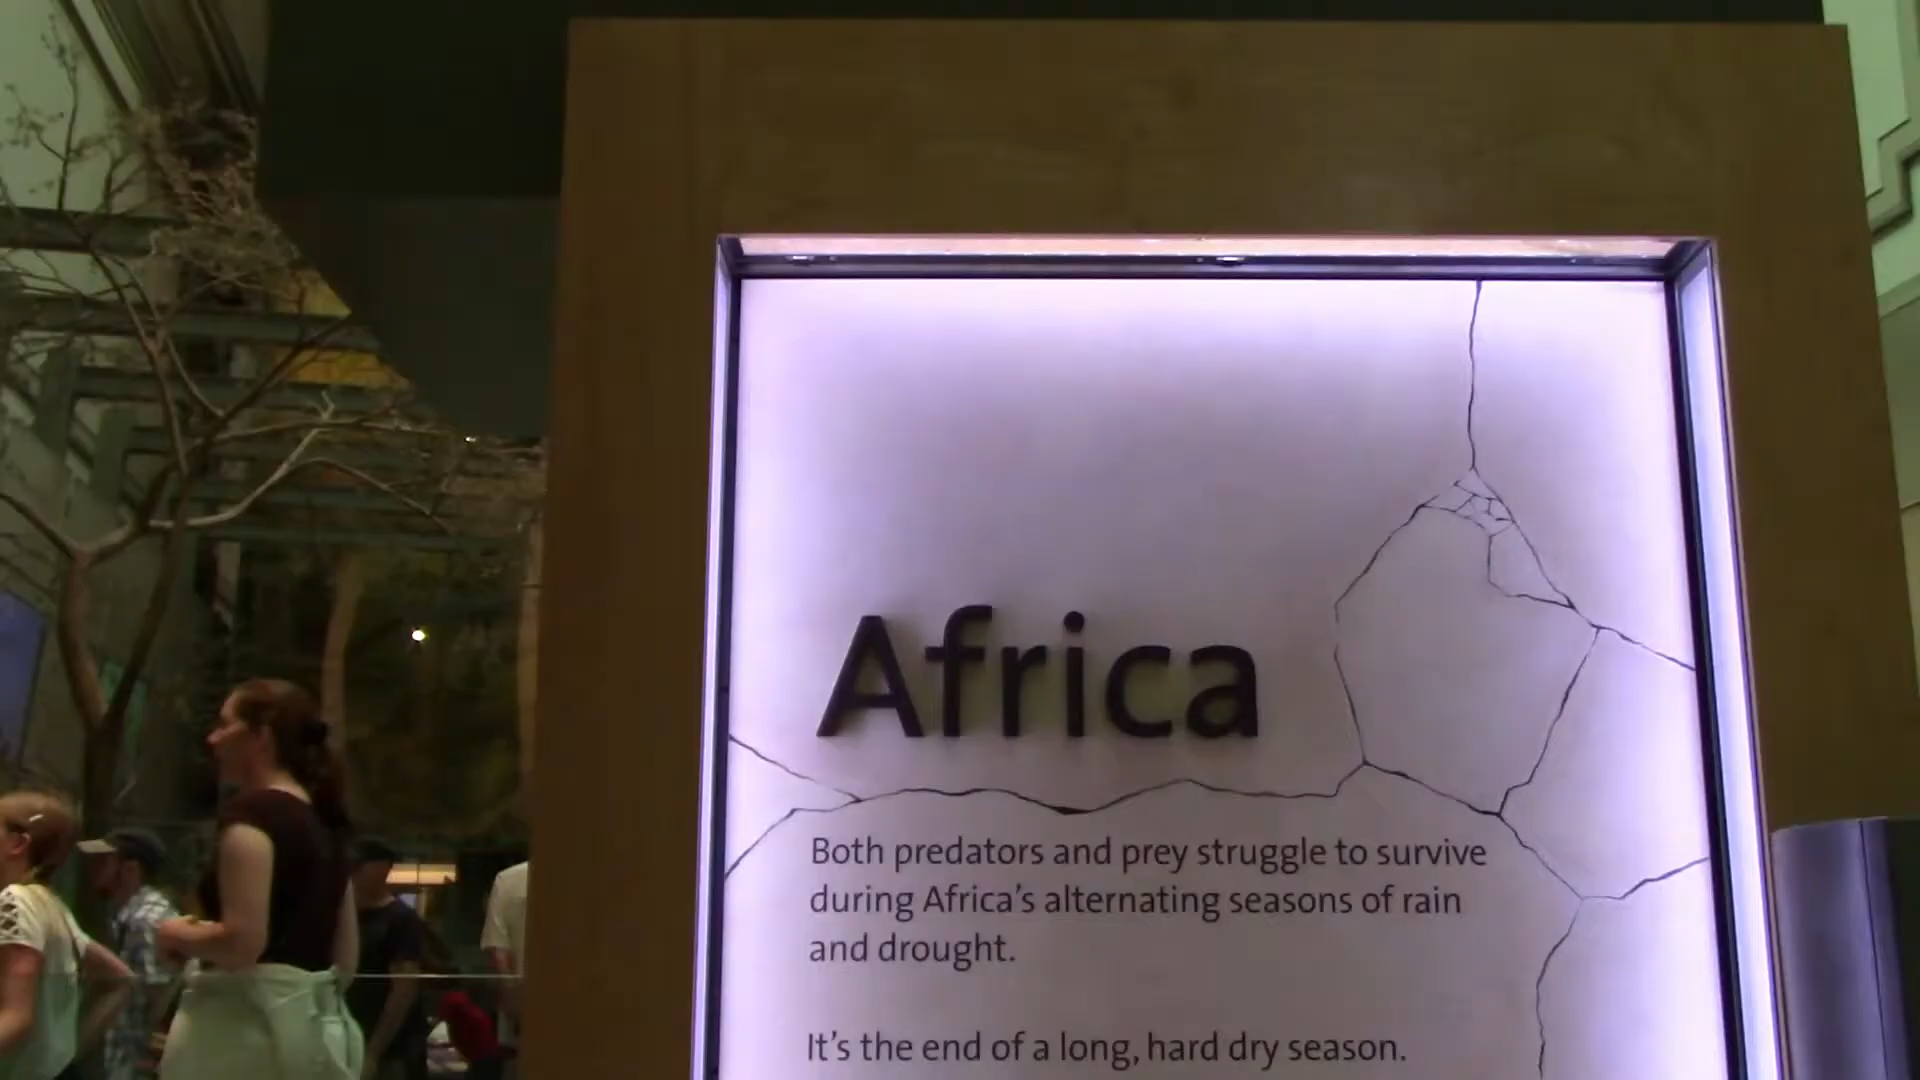 Africa
Both predators and prey struggle to survive
during Africa's alternating seasons of rain
and drought.
It's the end of a long, hard dry season.